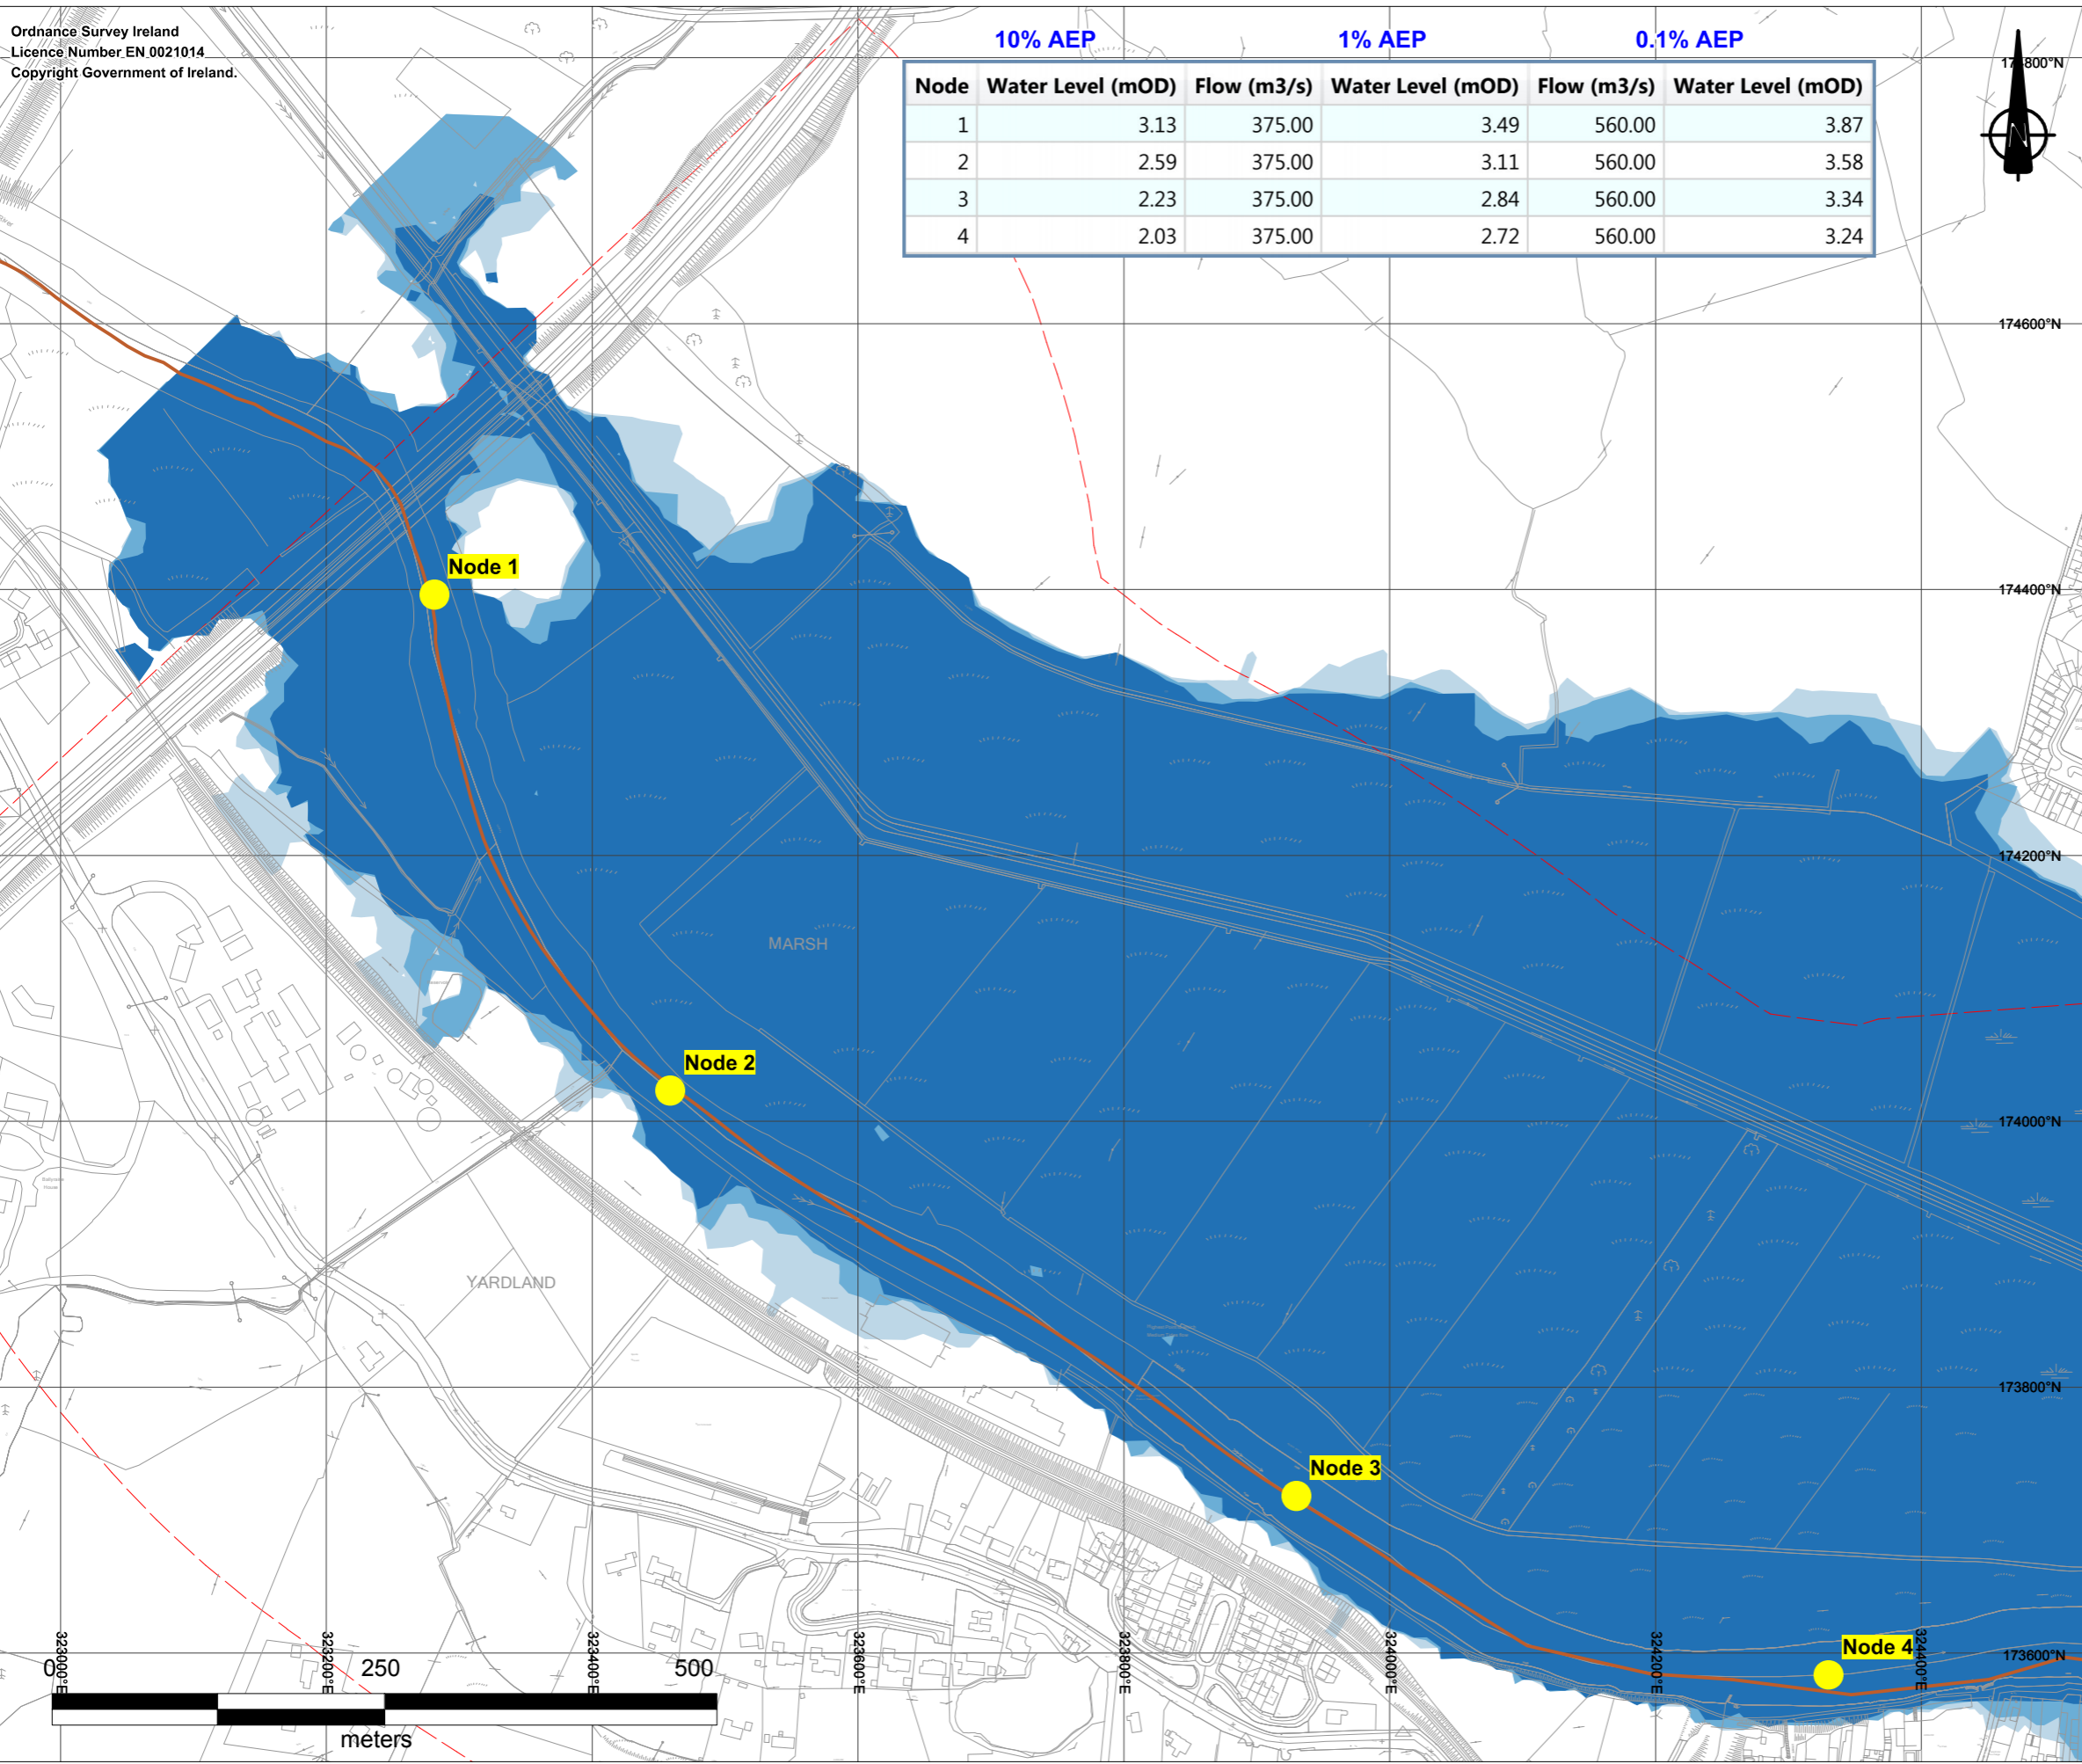 Ordnance Survey Ireland
Licence Number EN 0021014
Copyright Government of Ireland.
10% AEP 1% AEP 0.1% AEP
Node Water Level (mOD) Flow (m3/s) Water Level (mOD) Flow (m3/s) Water Level (mOD)
1 3.13 375.00 3.49 560.00 3.87
2 2.59 375.00 3.11 560.00 3.58
3 2.23 375.00 2.84 560.00 3.34
4 2.03 375.00 2.72 560.00 3.24
N
174800°N
174600°N
Node 1
174400°N
174200°N
MARSH
Node 2
174000°N
YARDLAND
173800°N
Node 3
Node 4
173600°N
323000°E
323200°E
323400°E
323600°E
323800°E
324000°E
324200°E
324400°E
0 250 500
meters